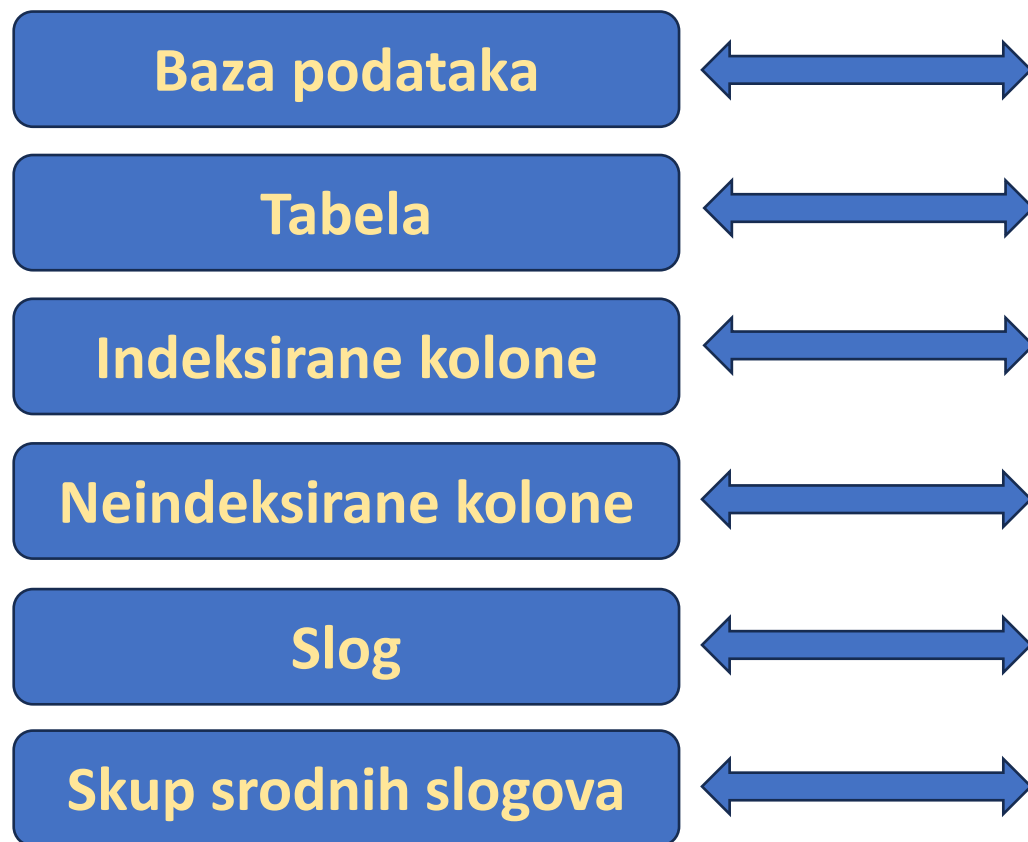 Baza podataka
Tabela
Indeksirane kolone
Neindeksirane kolone
Slog
Skup srodnih slogova